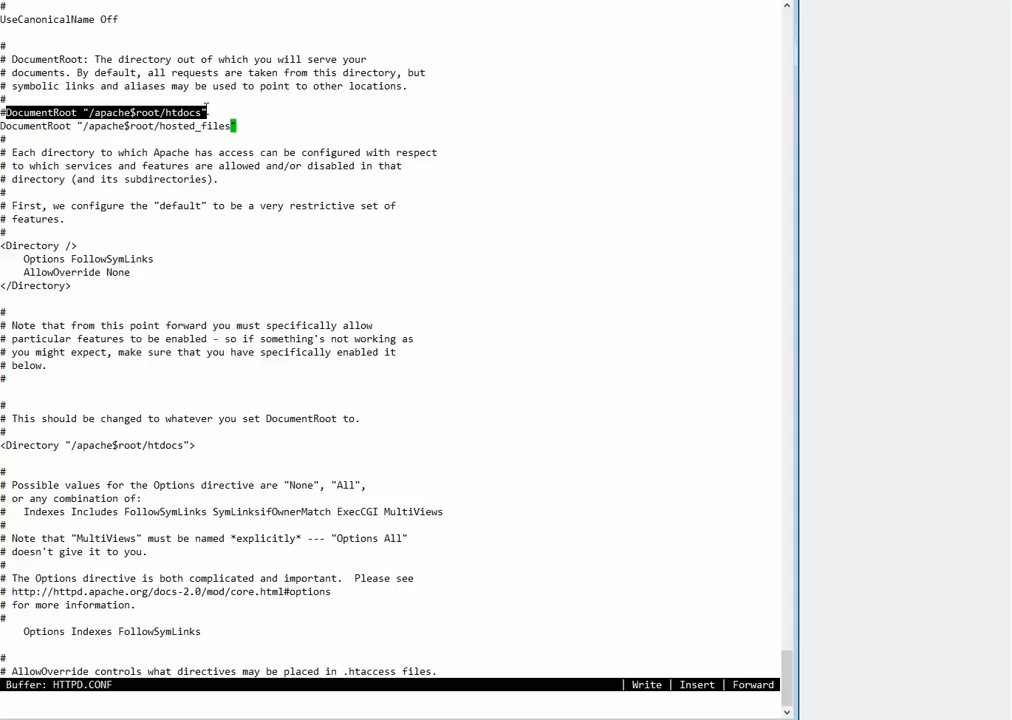 #
UseCanonicalName Off
#
# DocumentRoot: The directory out of which you will serve your
# documents. By default, all requests are taken from this directory, but
# symbolic links and aliases may be used to point to other locations.
#
#DocumentRoot "/apache$root/htdocs"
DocumentRoot "/apache$root/hosted_files"
#
# Each directory to which Apache has access can be configured with respect
# to which services and features are allowed and/or disabled in that
# directory (and its subdirectories).
#
# First, we configure the "default" to be a very restrictive set of
# features.
#
<Directory />
    Options FollowSymLinks
    AllowOverride None
</Directory>
#
# Note that from this point forward you must specifically allow
# particular features to be enabled - so if something's not working as
# you might expect, make sure that you have specifically enabled it
# below.
#
#
# This should be changed to whatever you set DocumentRoot to.
#
<Directory "/apache$root/htdocs">
#
# Possible values for the Options directive are "None", "All",
# or any combination of:
#   Indexes Includes FollowSymLinks SymLinksifOwnerMatch ExecCGI MultiViews
#
# Note that "MultiViews" must be named *explicitly* --- "Options All"
# doesn't give it to you.
#
# The Options directive is both complicated and important.  Please see
# http://httpd.apache.org/docs-2.0/mod/core.html#options
# for more information.
#
    Options Indexes FollowSymLinks
#
# AllowOverride controls what directives may be placed in .htaccess files.
Buffer: HTTPD.CONF | Write | Insert | Forward